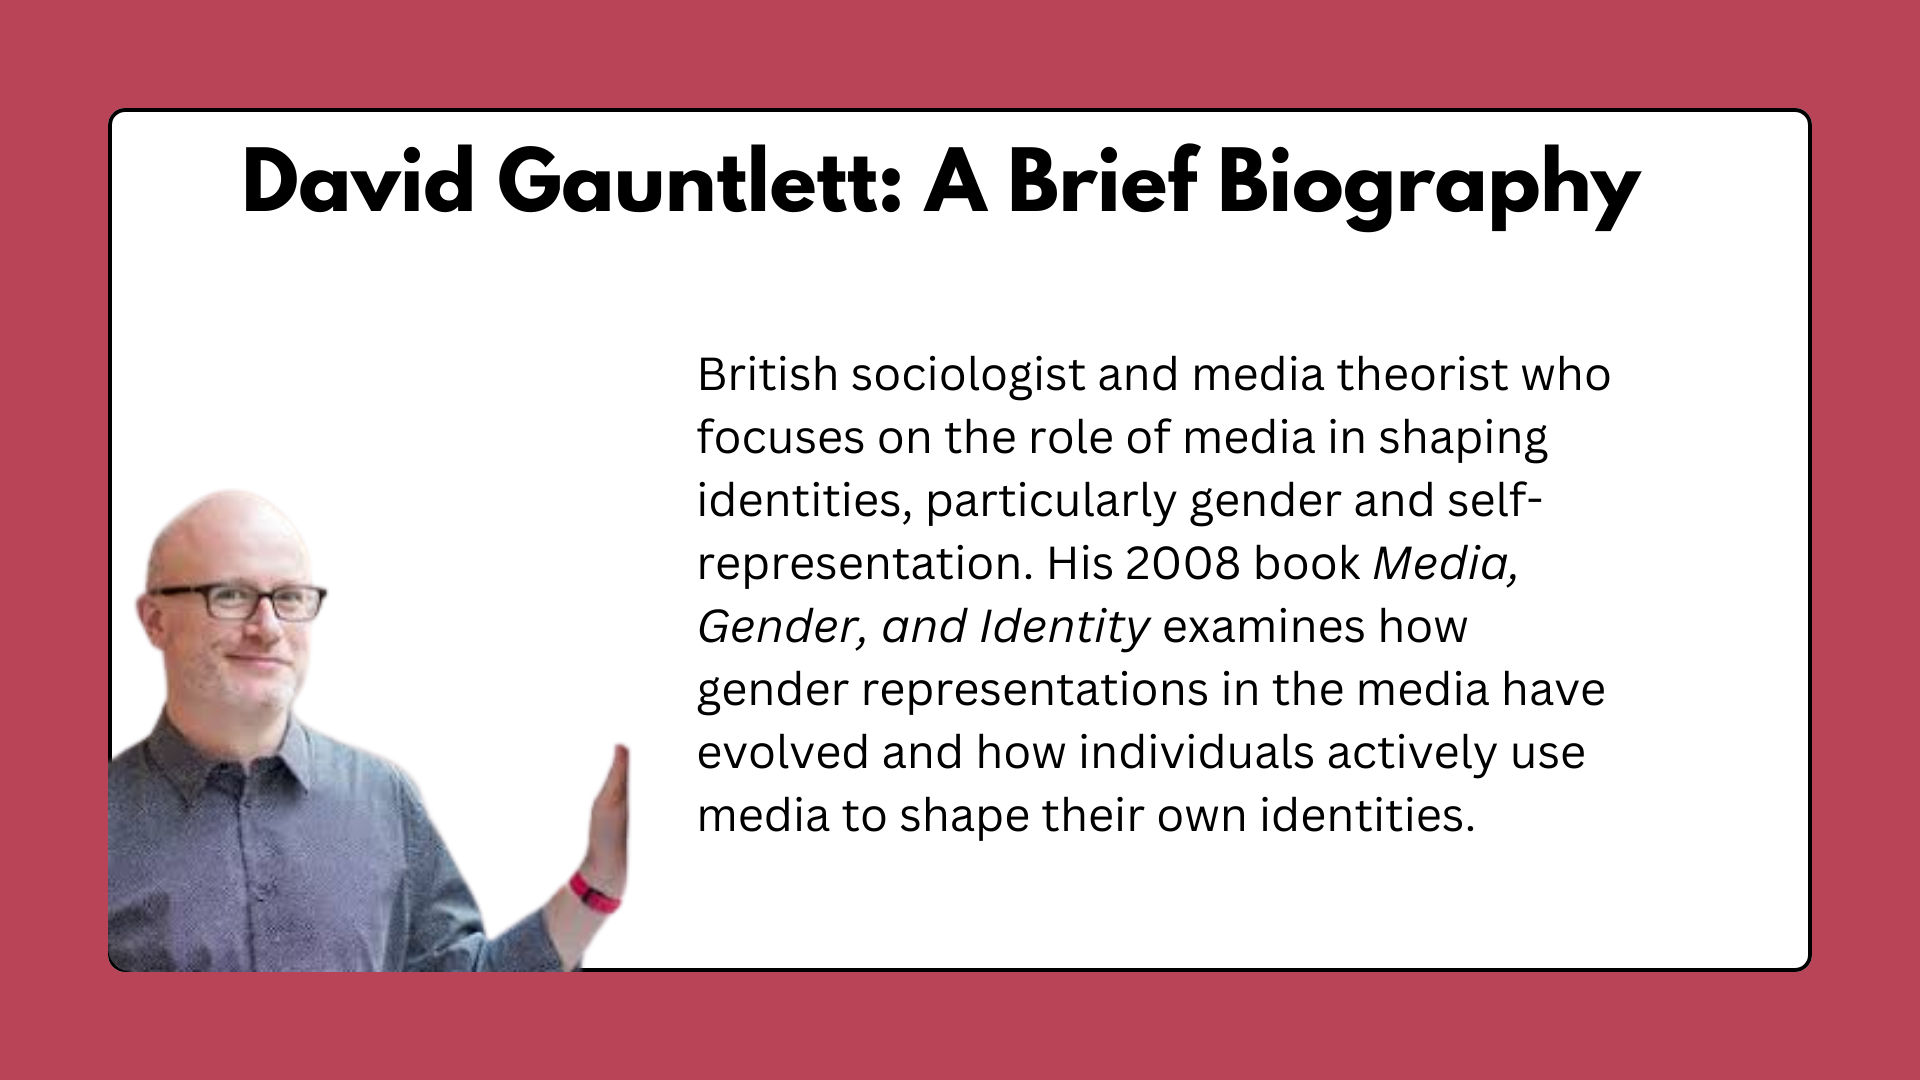 David Gauntlett: A Brief Biography
British sociologist and media theorist who
focuses on the role of media in shaping
identities, particularly gender and self-
representation. His 2008 book Media,
Gender, and Identity examines how
gender representations in the media have
evolved and how individuals actively use
media to shape their own identities.